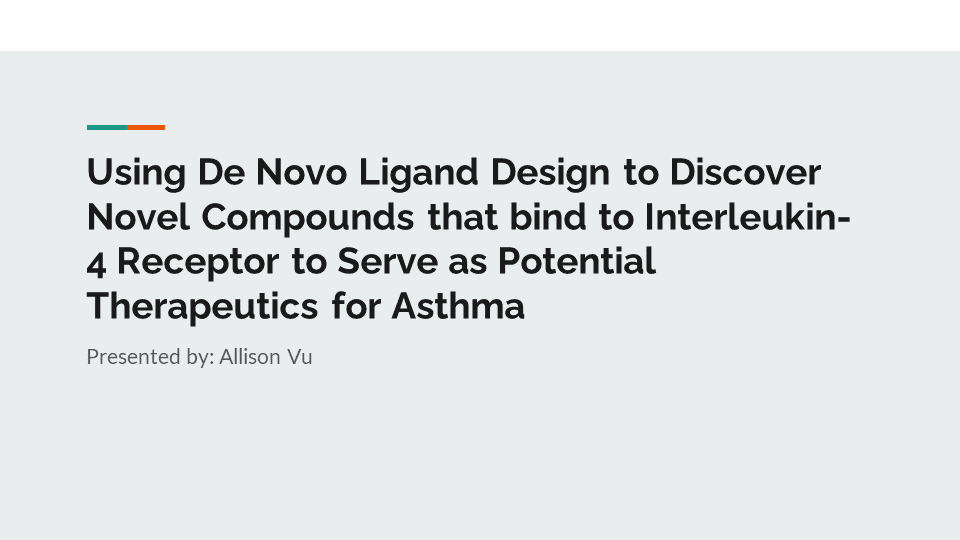 Using De Novo Ligand Design to Discover
Novel Compounds that bind to Interleukin-
4 Receptor to Serve as Potential
Therapeutics for Asthma
Presented by: Allison Vu